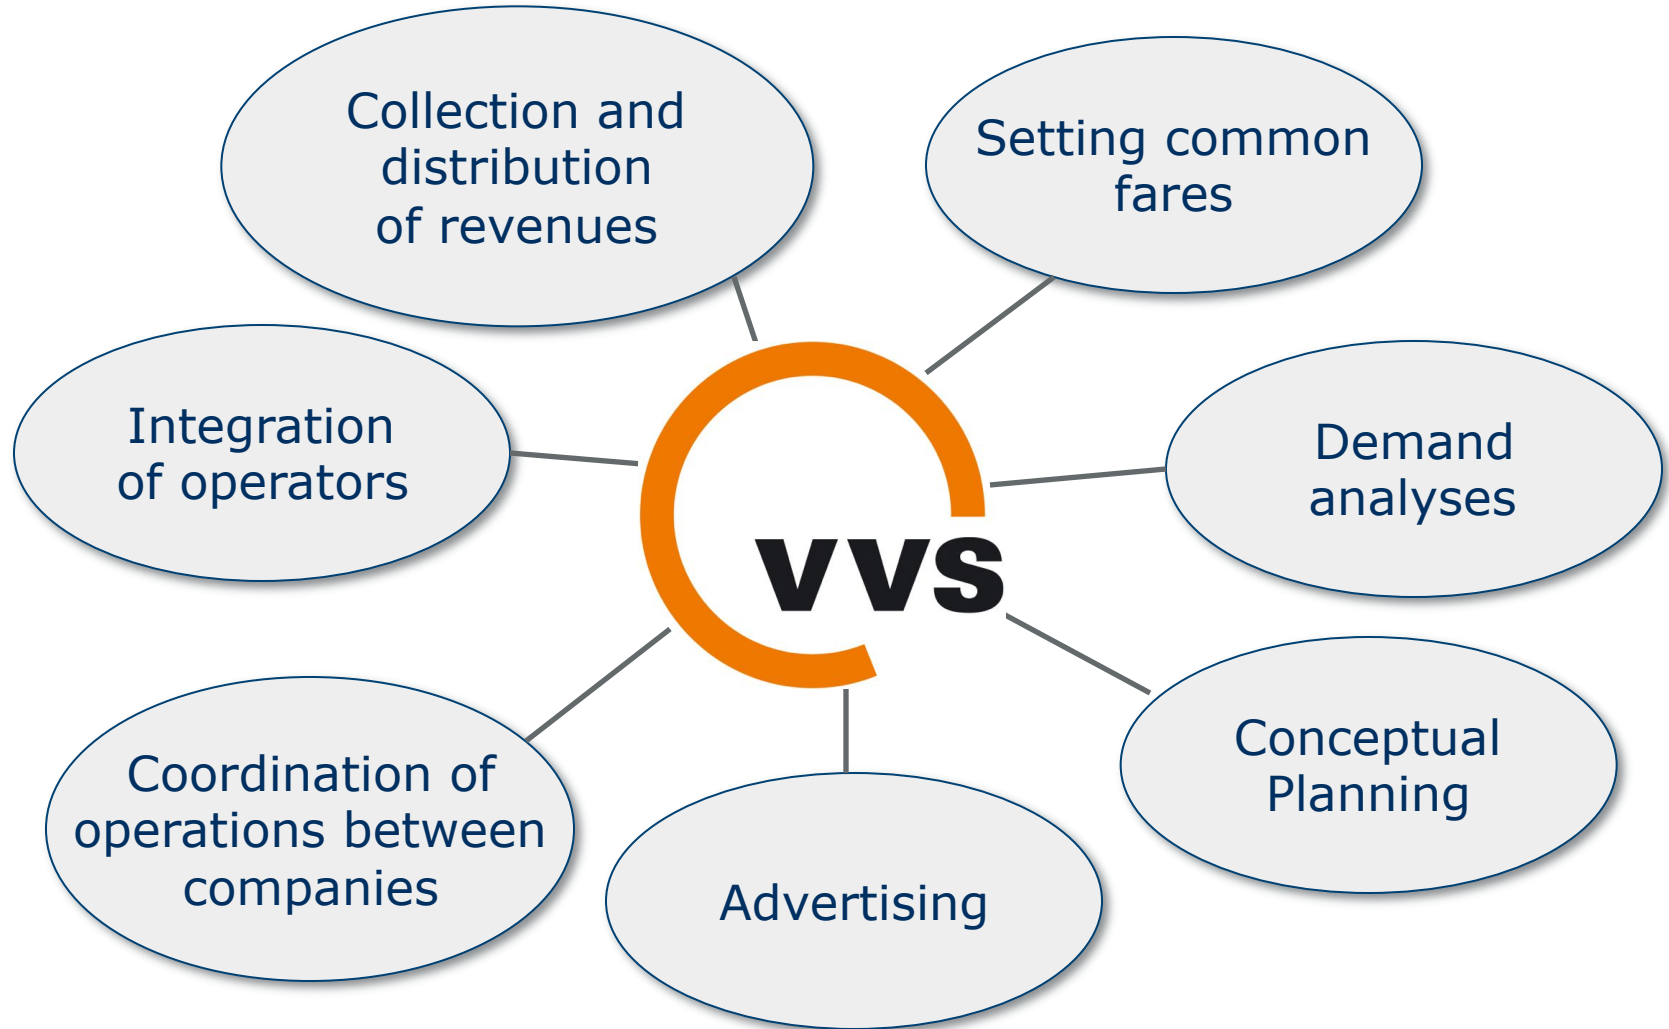 Collection and
distribution
of revenues
Setting common
fares
Integration
of operators
Demand
analyses
VVS
Coordination of
operations between
companies
Conceptual
Planning
Advertising